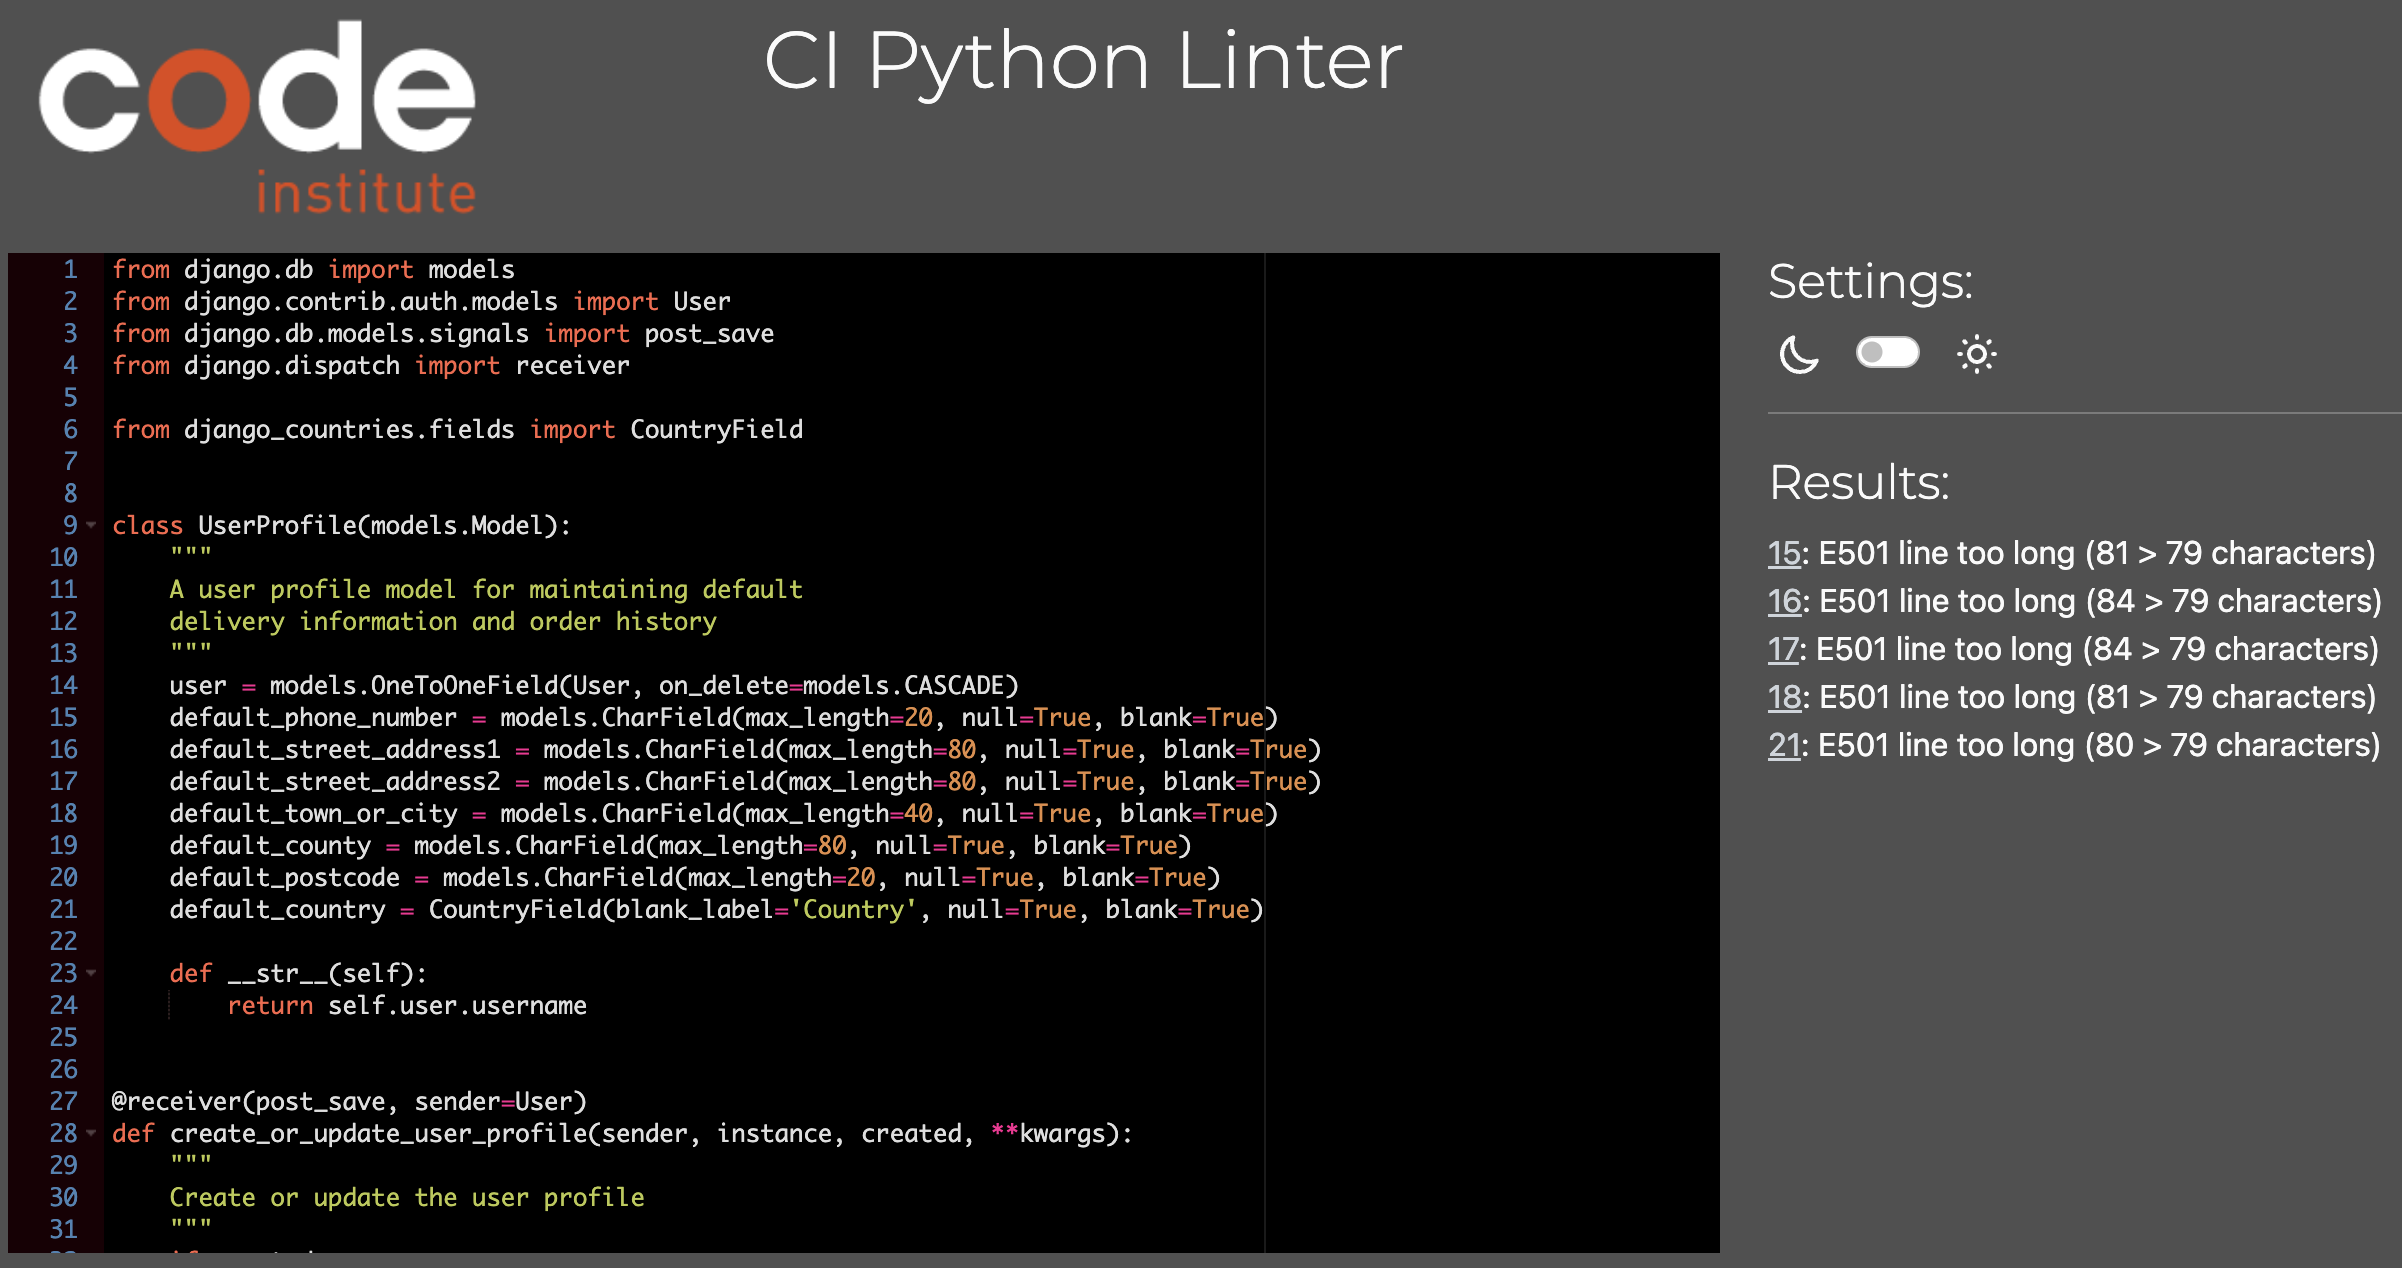 code
institute
CI Python Linter
1 from django.db import models
2 from django.contrib.auth.models import User
3 from django.db.models.signals import post_save
4 from django.dispatch import receiver
5
6 from django_countries.fields import CountryField
7
8
9 class UserProfile(models.Model):
10     """
11     A user profile model for maintaining default
12     delivery information and order history
13     """
14     user = models.OneToOneField(User, on_delete=models.CASCADE)
15     default_phone_number = models.CharField(max_length=20, null=True, blank=True)
16     default_street_address1 = models.CharField(max_length=80, null=True, blank=True)
17     default_street_address2 = models.CharField(max_length=80, null=True, blank=True)
18     default_town_or_city = models.CharField(max_length=40, null=True, blank=True)
19     default_county = models.CharField(max_length=80, null=True, blank=True)
20     default_postcode = models.CharField(max_length=20, null=True, blank=True)
21     default_country = CountryField(blank_label='Country', null=True, blank=True)
22
23     def __str__(self):
24         return self.user.username
25
26
27 @receiver(post_save, sender=User)
28 def create_or_update_user_profile(sender, instance, created, **kwargs):
29     """
30     Create or update the user profile
31     """
Settings:
Results:
15: E501 line too long (81 > 79 characters)
16: E501 line too long (84 > 79 characters)
17: E501 line too long (84 > 79 characters)
18: E501 line too long (81 > 79 characters)
21: E501 line too long (80 > 79 characters)